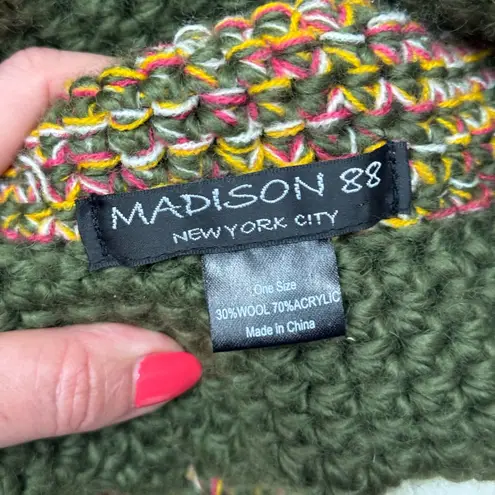 MADISON 88
NEW YORK CITY
One Size
30%WOOL 70%ACRYLIC
Made in China